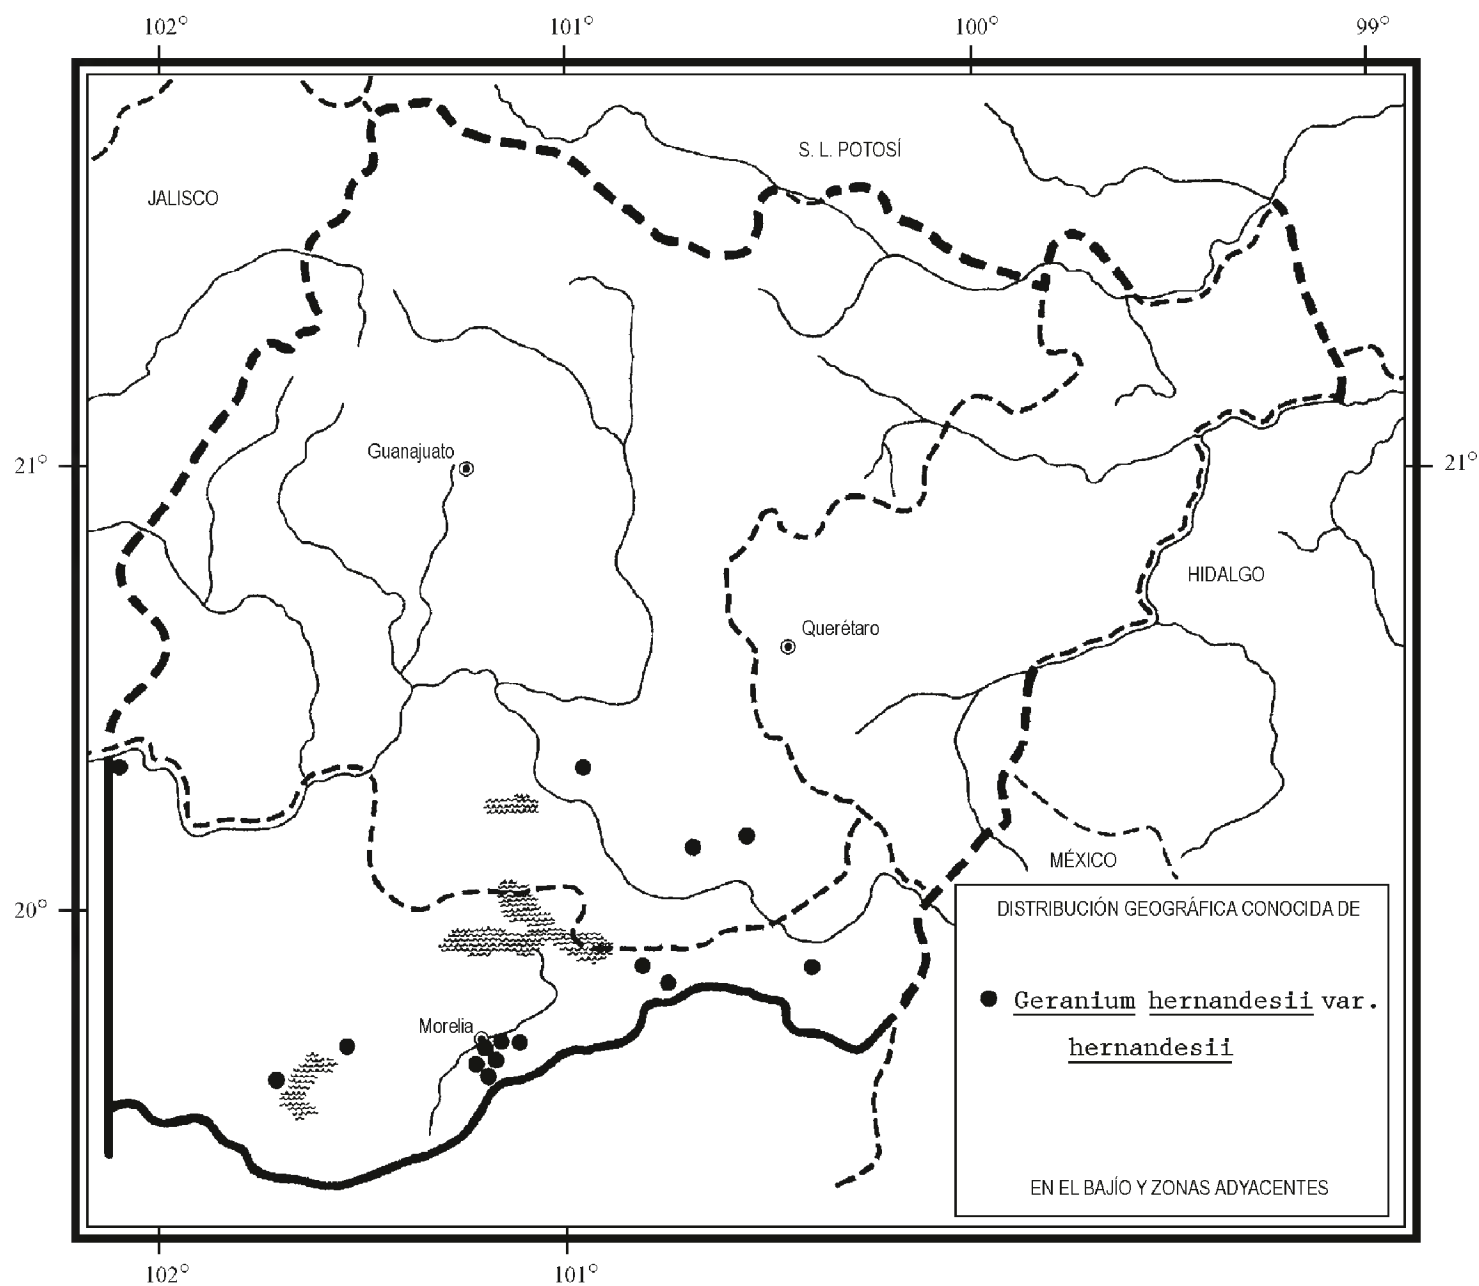 102° 101° 100° 99°
S. L. POTOSÍ
JALISCO
Guanajuato
21° 21°
HIDALGO
Querétaro
MÉXICO
20°
DISTRIBUCIÓN GEOGRÁFICA CONOCIDA DE
Geranium hernandesii var.
hernandesii
Morelia
EN EL BAJÍO Y ZONAS ADYACENTES
102° 101°